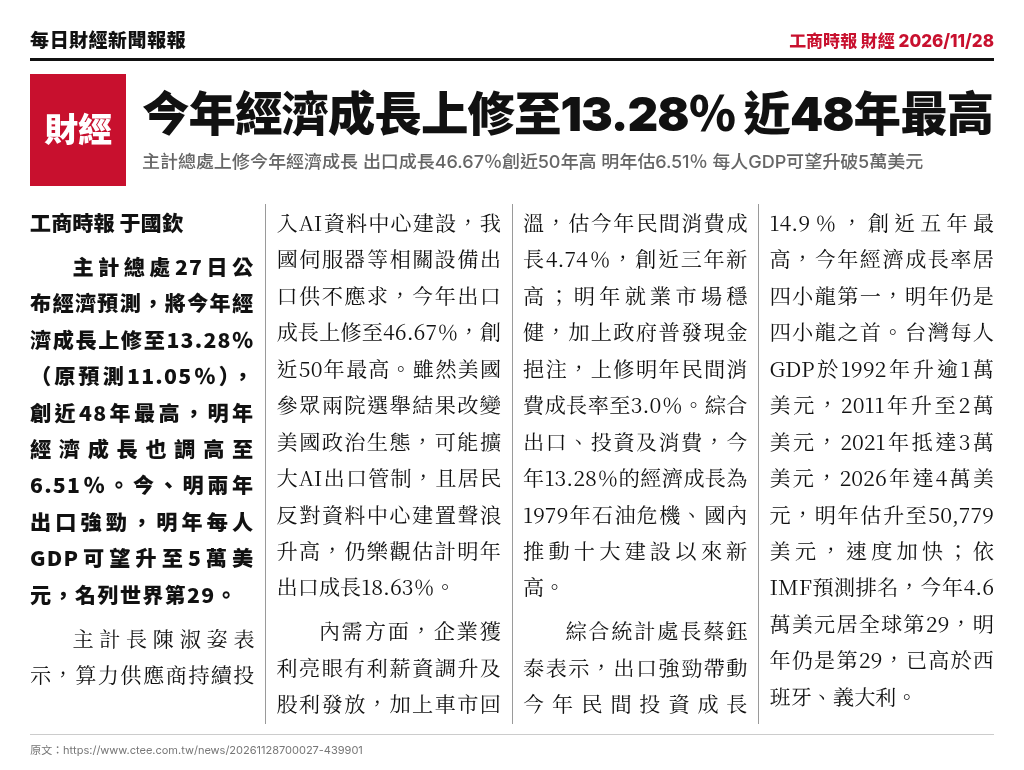 每日財經新聞報報
工商時報 財經 2026/11/28
財經
今年經濟成長上修至13.28% 近48年最高
主計總處上修今年經濟成長 出口成長46.67%創近50年高 明年估6.51% 每人GDP可望升破5萬美元
工商時報 于國欽
主計總處27日公
布經濟預測，將今年經
濟成長上修至13.28%
（原預測11.05%），
創近48年最高，明年
經濟成長也調高至
6.51%。今、明兩年
出口強勁，明年每人
GDP可望升至5萬美
元，名列世界第29。
主計長陳淑姿表
示，算力供應商持續投
入AI資料中心建設，我
國伺服器等相關設備出
口供不應求，今年出口
成長上修至46.67%，創
近50年最高。雖然美國
參眾兩院選舉結果改變
美國政治生態，可能擴
大AI出口管制，且居民
反對資料中心建置聲浪
升高，仍樂觀估計明年
出口成長18.63%。
內需方面，企業獲
利亮眼有利薪資調升及
股利發放，加上車市回
溫，估今年民間消費成
長4.74%，創近三年新
高；明年就業市場穩
健，加上政府普發現金
挹注，上修明年民間消
費成長率至3.0%。綜合
出口、投資及消費，今
年13.28%的經濟成長為
1979年石油危機、國內
推動十大建設以來新
高。
綜合統計處長蔡鈺
泰表示，出口強勁帶動
今年民間投資成長
14.9%，創近五年最
高，今年經濟成長率居
四小龍第一，明年仍是
四小龍之首。台灣每人
GDP於1992年升逾1萬
美元，2011年升至2萬
美元，2021年抵達3萬
美元，2026年達4萬美
元，明年估升至50,779
美元，速度加快；依
IMF預測排名，今年4.6
萬美元居全球第29，明
年仍是第29，已高於西
班牙、義大利。
原文：https://www.ctee.com.tw/news/20261128700027-439901